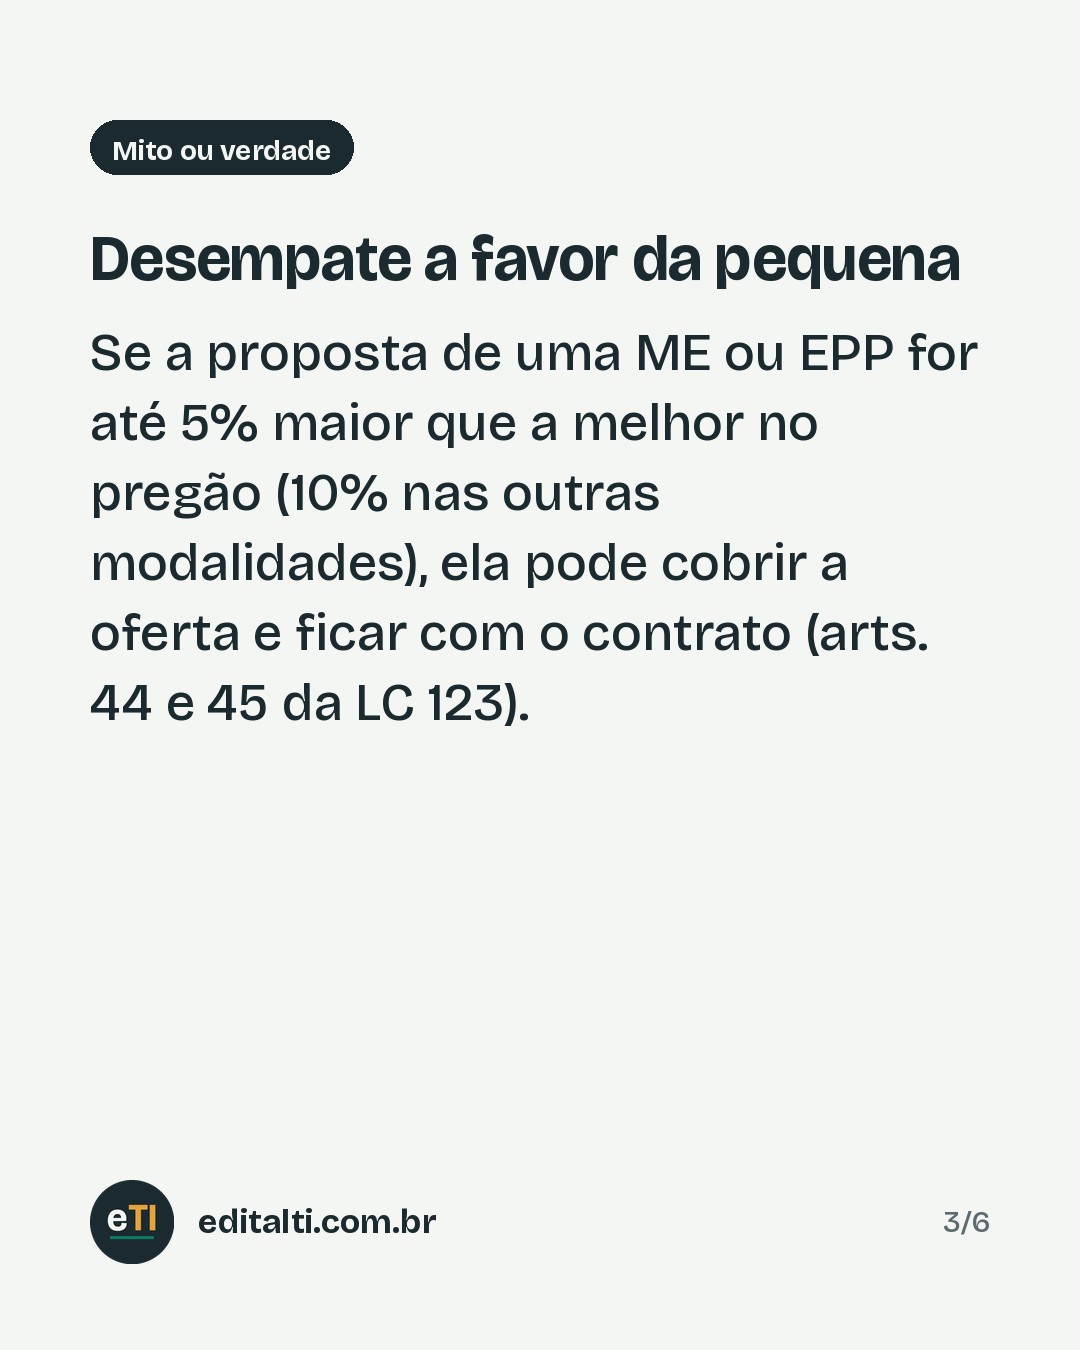 Mito ou verdade
Desempate a favor da pequena
Se a proposta de uma ME ou EPP for
até 5% maior que a melhor no
pregão (10% nas outras
modalidades), ela pode cobrir a
oferta e ficar com o contrato (arts.
44 e 45 da LC 123).
eTI
editalti.com.br
3/6